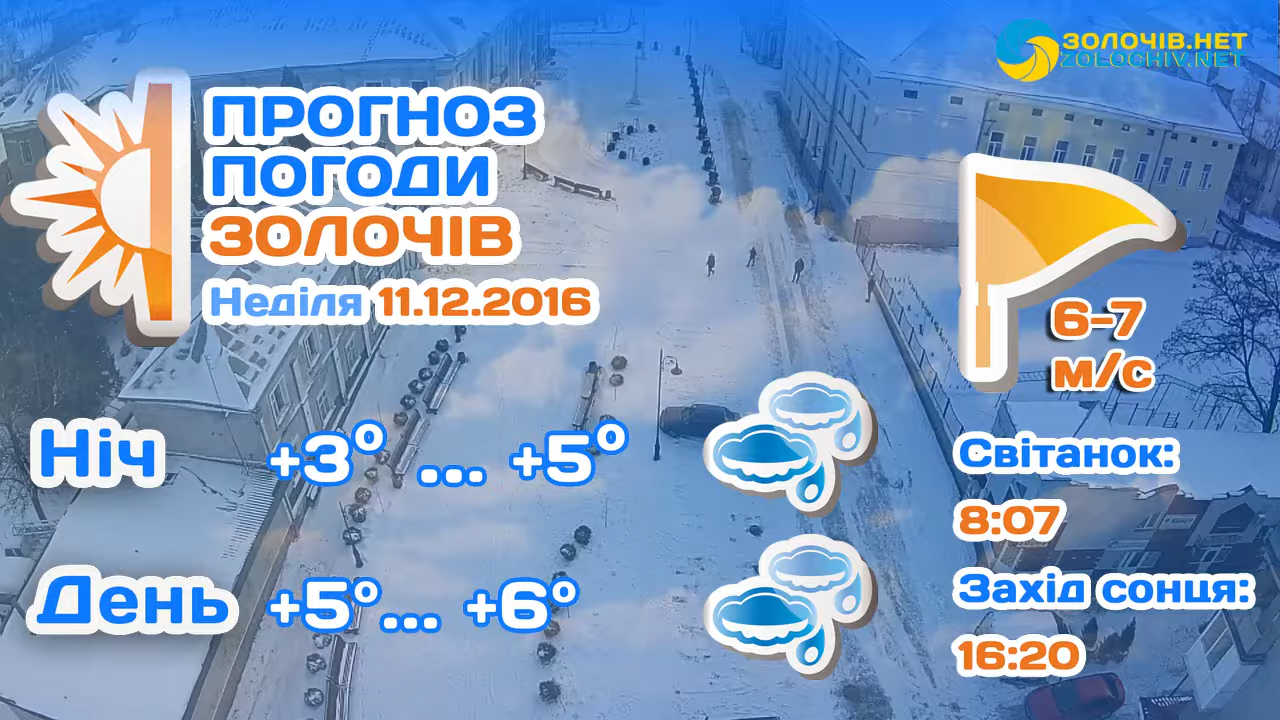 ЗОЛОЧІВ.НЕТ
ZOLOCHIV.NET
ПРОГНОЗ
ПОГОДИ
ЗОЛОЧІВ
Неділя 11.12.2016
6-7
м/с
Ніч +3° ... +5°
День +5°... +6°
Світанок:
8:07
Захід сонця:
16:20